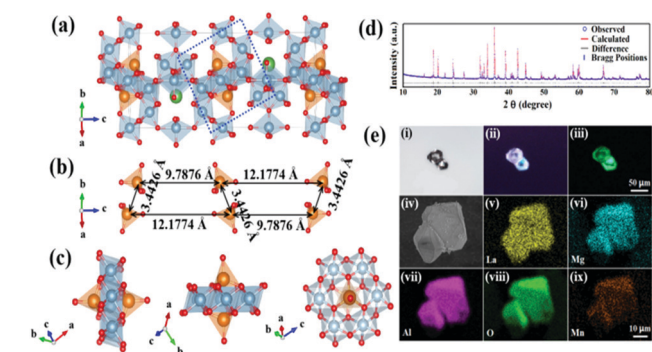 (a)
b
c
a
(b)
9.7876 Å
12.1774 Å
3.4426 Å
3.4426 Å
3.4426 Å
12.1774 Å
9.7876 Å
b
c
a
(c)
a
c
b
a
c
b
a
c
b
(d)
Intensity (a.u.)
Observed
Calculated
Difference
Bragg Positions
10 20 30 40 50 60 70 80
2 θ (degree)
(e)
(i)
(ii)
(iii)
50 μm
(iv)
(v)
La
(vi)
Mg
(vii)
Al
(viii)
O
(ix)
Mn
10 μm